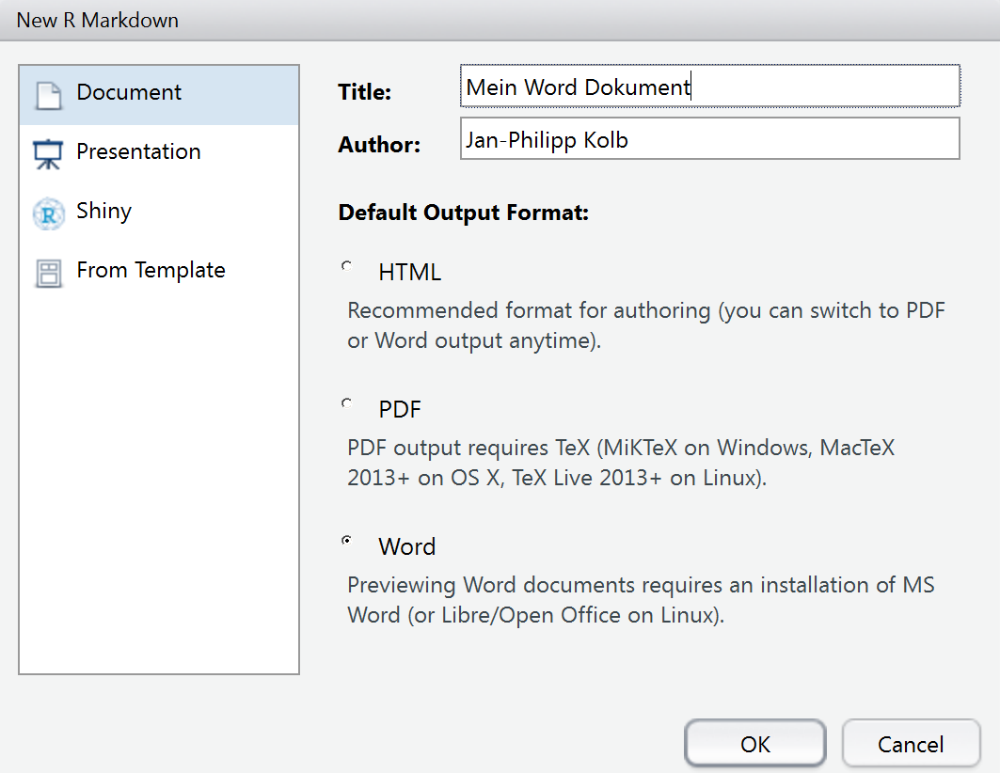 New R Markdown
Document
Presentation
Shiny
From Template
Title:
Mein Word Dokument
Author:
Jan-Philipp Kolb
Default Output Format:
HTML
Recommended format for authoring (you can switch to PDF
or Word output anytime).
PDF
PDF output requires TeX (MiKTeX on Windows, MacTeX
2013+ on OS X, TeX Live 2013+ on Linux).
Word
Previewing Word documents requires an installation of MS
Word (or Libre/Open Office on Linux).
OK
Cancel